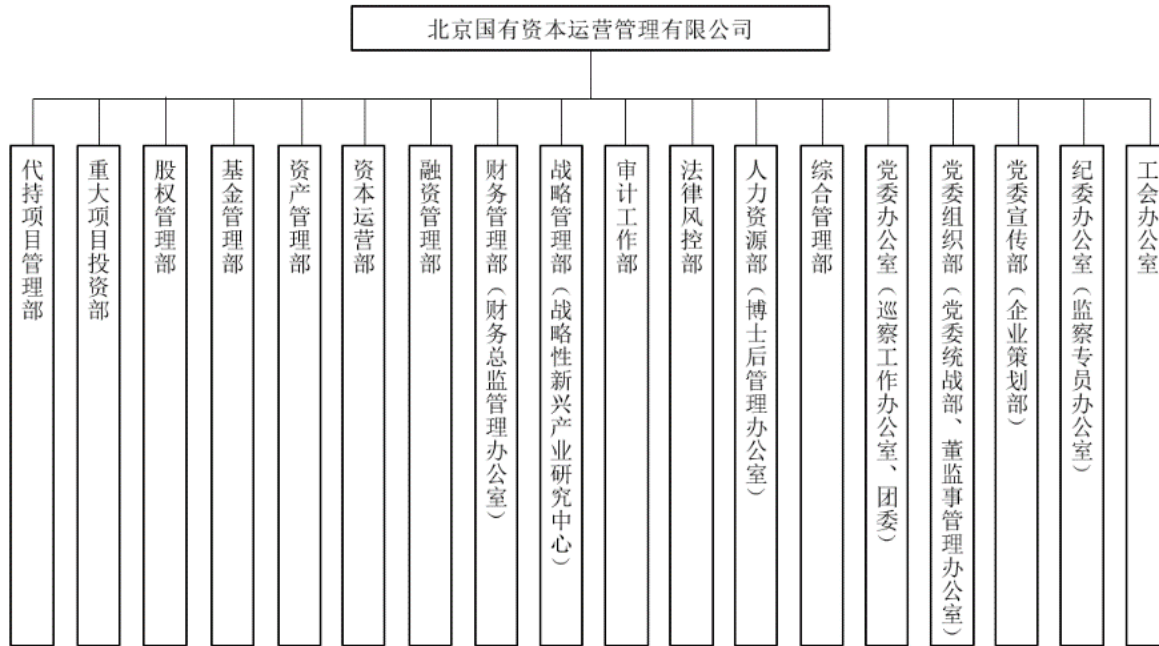 北京国有资本运营管理有限公司
代持项目管理部
重大项目投资部
股权管理部
基金管理部
资产管理部
资本运营部
融资管理部
财务管理部（财务总监管理办公室）
战略管理部（战略性新兴产业研究中心）
审计工作部
法律风控部
人力资源部（博士后管理办公室）
综合管理部
党委办公室（巡察工作办公室、团委）
党委组织部（党委统战部、董监事管理办公室）
党委宣传部（企业策划部）
纪委办公室（监察专员办公室）
工会办公室